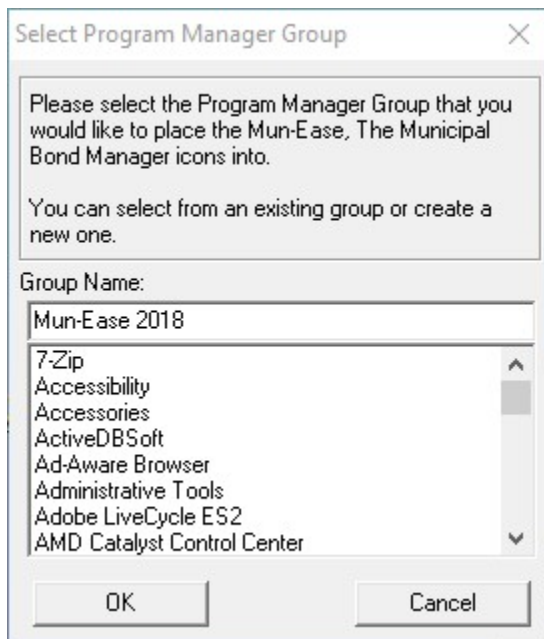 Select Program Manager Group
Please select the Program Manager Group that you
would like to place the Mun-Ease, The Municipal
Bond Manager icons into.
You can select from an existing group or create a
new one.
Group Name:
Mun-Ease 2018
7-Zip
Accessibility
Accessories
ActiveDBSoft
Ad-Aware Browser
Administrative Tools
Adobe LiveCycle ES2
AMD Catalyst Control Center
OK
Cancel